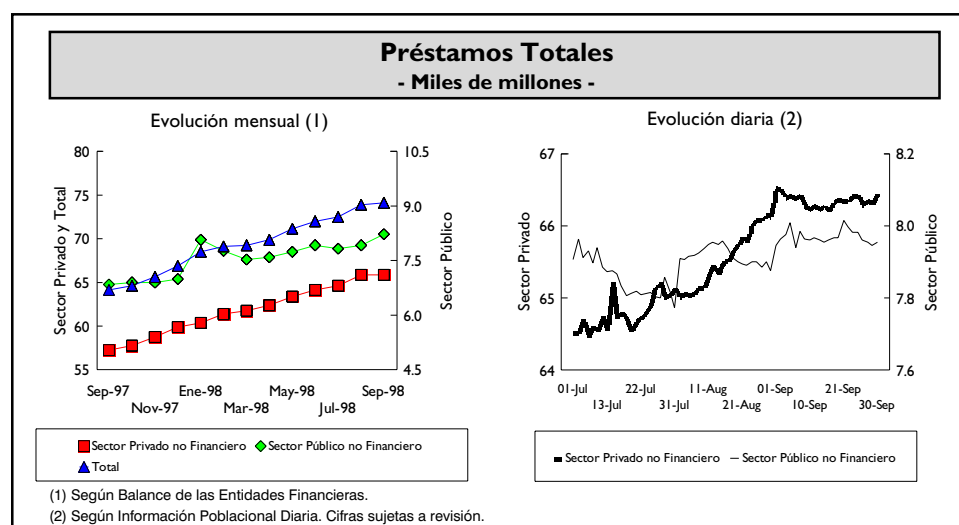 Préstamos Totales
- Miles de millones -
Evolución mensual (1)
80
75
70
65
60
55
Sector Privado y Total
10.5
9.0
7.5
6.0
4.5
Sector Público
Sep-97
Nov-97
Ene-98
Mar-98
May-98
Jul-98
Sep-98
Sector Privado no Financiero
Sector Público no Financiero
Total
Evolución diaria (2)
67
66
65
64
Sector Privado
8.2
8.0
7.8
7.6
Sector Público
01-Jul
13-Jul
22-Jul
31-Jul
11-Aug
21-Aug
01-Sep
10-Sep
21-Sep
30-Sep
Sector Privado no Financiero
Sector Público no Financiero
(1) Según Balance de las Entidades Financieras.
(2) Según Información Poblacional Diaria. Cifras sujetas a revisión.